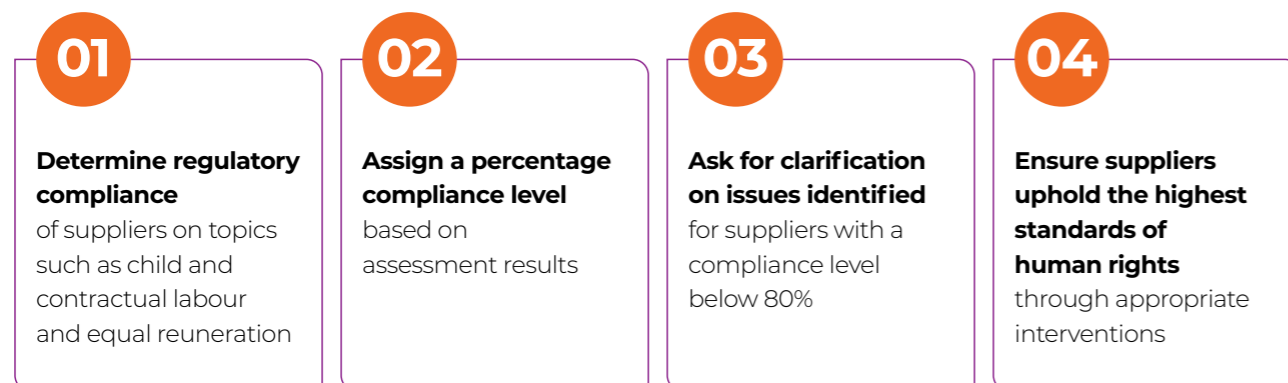 01
Determine regulatory
compliance
of suppliers on topics
such as child and
contractual labour
and equal reuneration
02
Assign a percentage
compliance level
based on
assessment results
03
Ask for clarification
on issues identified
for suppliers with a
compliance level
below 80%
04
Ensure suppliers
uphold the highest
standards of
human rights
through appropriate
interventions